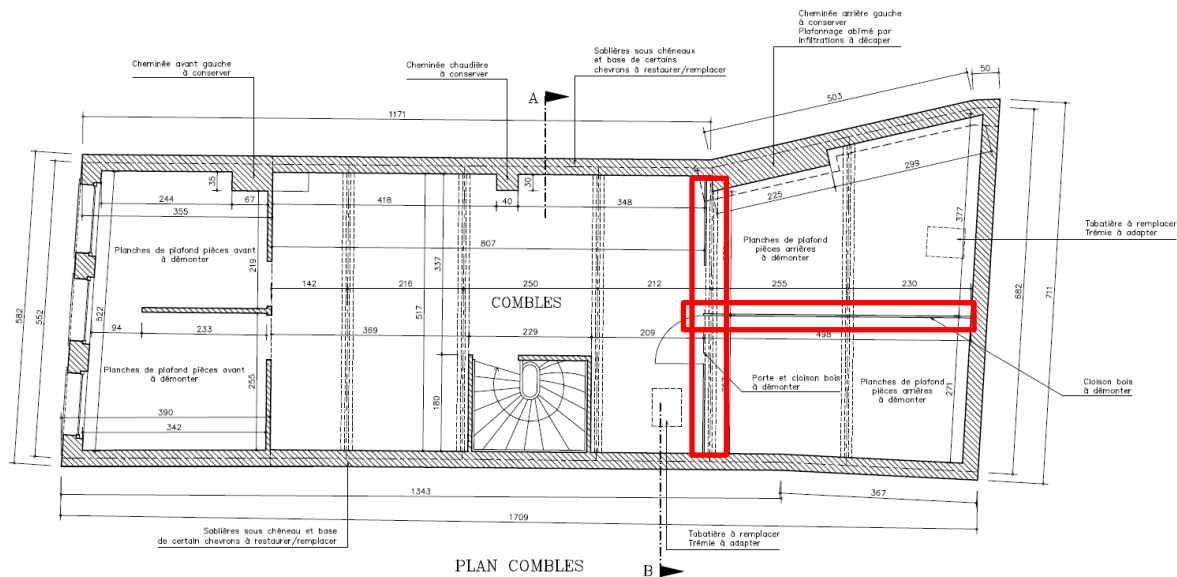 Cheminée arrière gauche
à conserver
Plafonnage abîmé par
infiltrations à décaper
Sablières sous chêneaux
et base de certains
chevrons à restaurer/remplacer
Cheminée avant gauche
à conserver
Cheminée chaudière
à conserver
50
503
A
1171
35
30
299
244
67
418
40
348
225
355
377
Tabatière à remplacer
Trémie à adapter
807
Planches de plafond pièces avant
à démonter
Planches de plafond
pièces arrières
à démonter
219
337
142
216
250
212
255
230
582
552
522
517
COMBLES
682
711
94
233
369
229
209
498
Planches de plafond pièces avant
à démonter
255
180
Porte et cloison bois
à démonter
Planches de plafond
pièces arrières
à démonter
271
Cloison bois
à démonter
390
342
1343
367
1709
Sablières sous chêneau et base
de certain chevrons à restaurer/remplacer
Tabatière à remplacer
Trémie à adapter
PLAN COMBLES
B